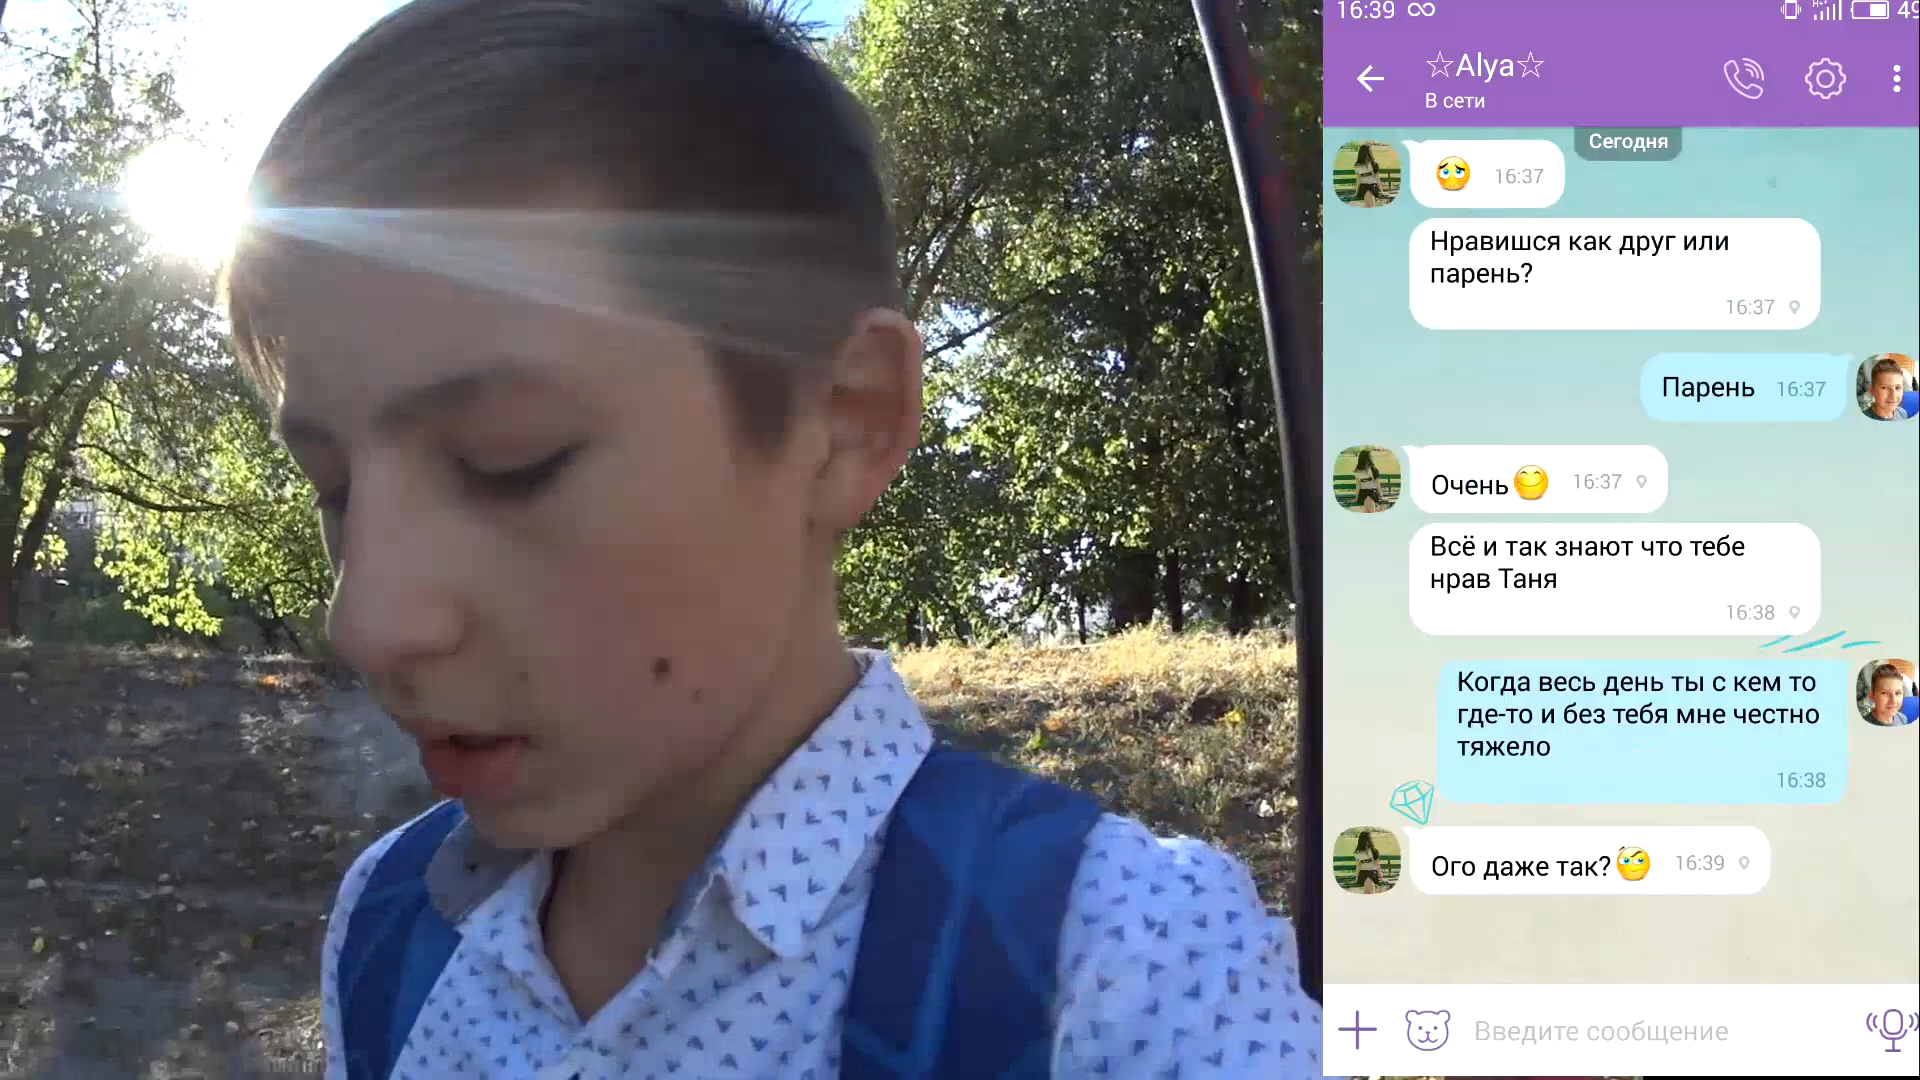 16:39
49
☆Alya☆
В сети
Сегодня
16:37
Нравишся как друг или
парень?
16:37
Парень 16:37
Очень 16:37
Всё и так знают что тебе
нрав Таня
16:38
Когда весь день ты с кем то
где-то и без тебя мне честно
тяжело
16:38
Ого даже так? 16:39
Введите сообщение